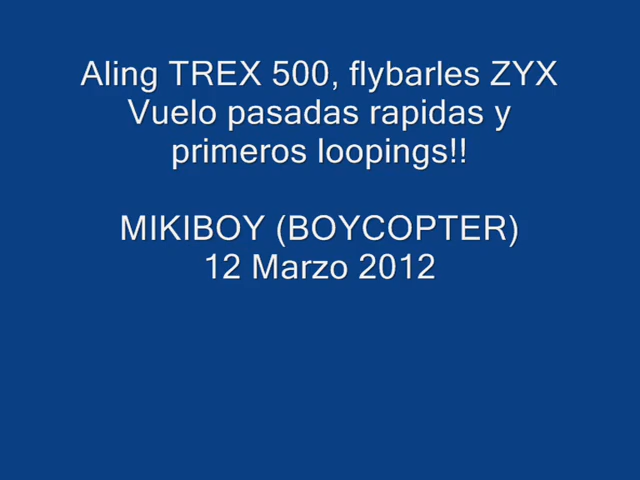 Aling TREX 500, flybarles ZYX
Vuelo pasadas rapidas y
primeros loopings!!
MIKIBOY (BOYCOPTER)
12 Marzo 2012